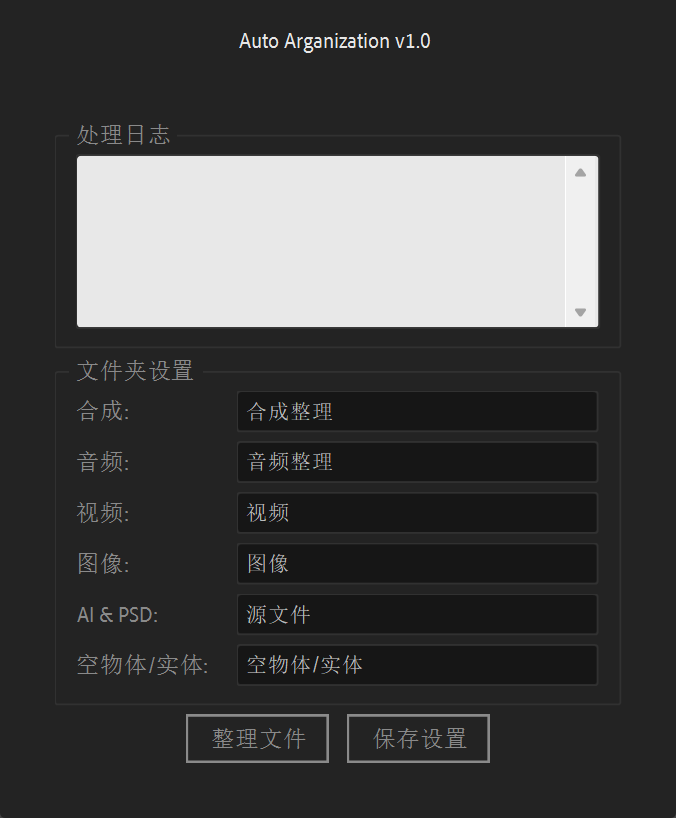 Auto Arganization v1.0
处理日志
文件夹设置
合成: 合成整理
音频: 音频整理
视频: 视频
图像: 图像
AI & PSD: 源文件
空物体/实体: 空物体/实体
整理文件 保存设置